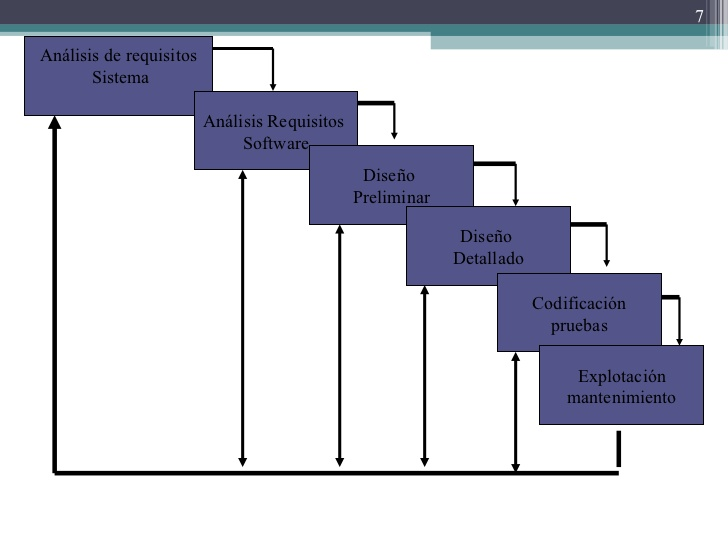 7
Análisis de requisitos
Sistema
Análisis Requisitos
Software
Diseño
Preliminar
Diseño
Detallado
Codificación
pruebas
Explotación
mantenimiento